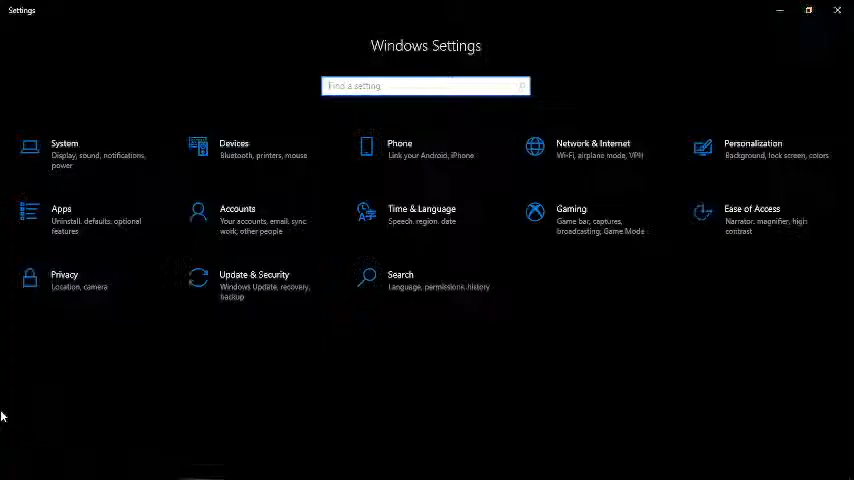 Settings
Windows Settings
Find a setting
System
Display, sound, notifications,
power
Devices
Bluetooth, printers, mouse
Phone
Link your Android, iPhone
Network & Internet
Wi-Fi, airplane mode, VPN
Personalization
Background, lock screen, colors
Apps
Uninstall, defaults, optional
features
Accounts
Your accounts, email, sync,
work, other people
Time & Language
Speech, region, date
Gaming
Game bar, captures,
broadcasting, Game Mode
Ease of Access
Narrator, magnifier, high
contrast
Privacy
Location, camera
Update & Security
Windows Update, recovery,
backup
Search
Language, permissions, history